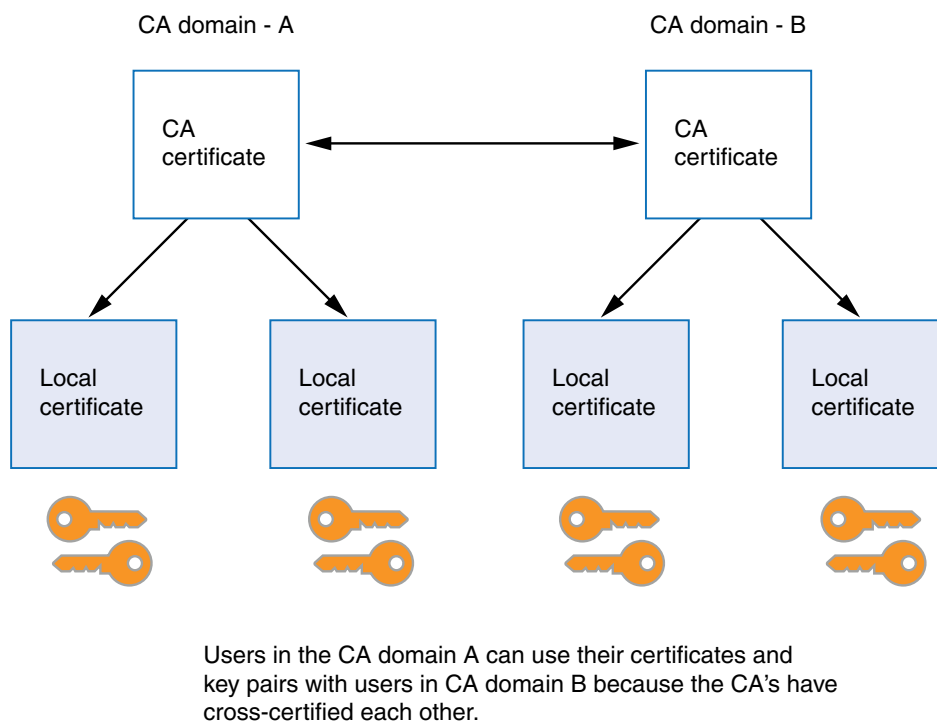 CA domain - A
CA domain - B
CA
certificate
CA
certificate
Local
certificate
Local
certificate
Local
certificate
Local
certificate
Users in the CA domain A can use their certificates and
key pairs with users in CA domain B because the CA's have
cross-certified each other.